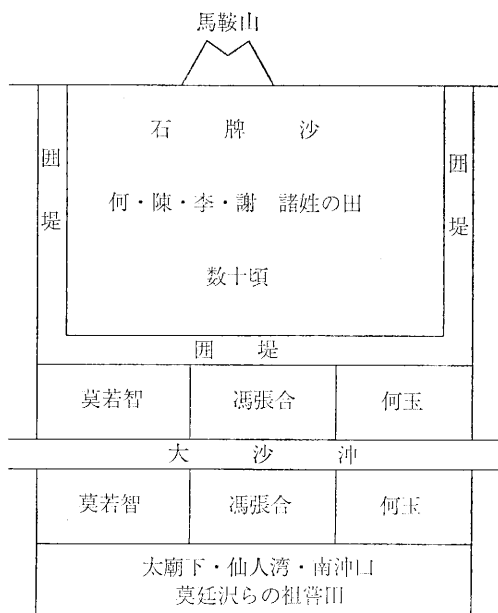 馬鞍山
石牌沙
囲堤
囲堤
何・陳・李・謝 諸姓の田
数十頃
囲堤
莫若智 馮張合 何玉
大沙沖
莫若智 馮張合 何玉
太廟下・仙人湾・南沖口
莫廷沢らの祖嘗田